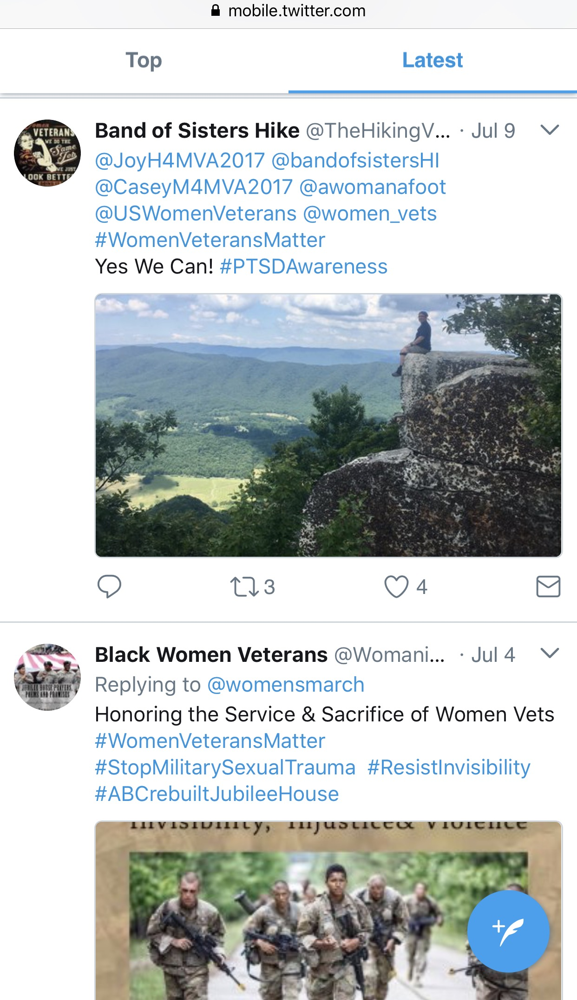 mobile.twitter.com
Top
Latest
VETERANS
WE DO THE
Same
Job
WE JUST
LOOK BETTE
Band of Sisters Hike @TheHikingV... · Jul 9
@JoyH4MVA2017 @bandofsistersHI
@CaseyM4MVA2017 @awomanafoot
@USWomenVeterans @women_vets
#WomenVeteransMatter
Yes We Can! #PTSDAwareness
3
4
Black Women Veterans @Womani... · Jul 4
JUBILEE HOUSE PRAYERS,
POEMS AND PROMISES
Replying to @womensmarch
Honoring the Service & Sacrifice of Women Vets
#WomenVeteransMatter
#StopMilitarySexualTrauma #ResistInvisibility
#ABCrebuiltJubileeHouse
Invisibility, Injustice& Violence